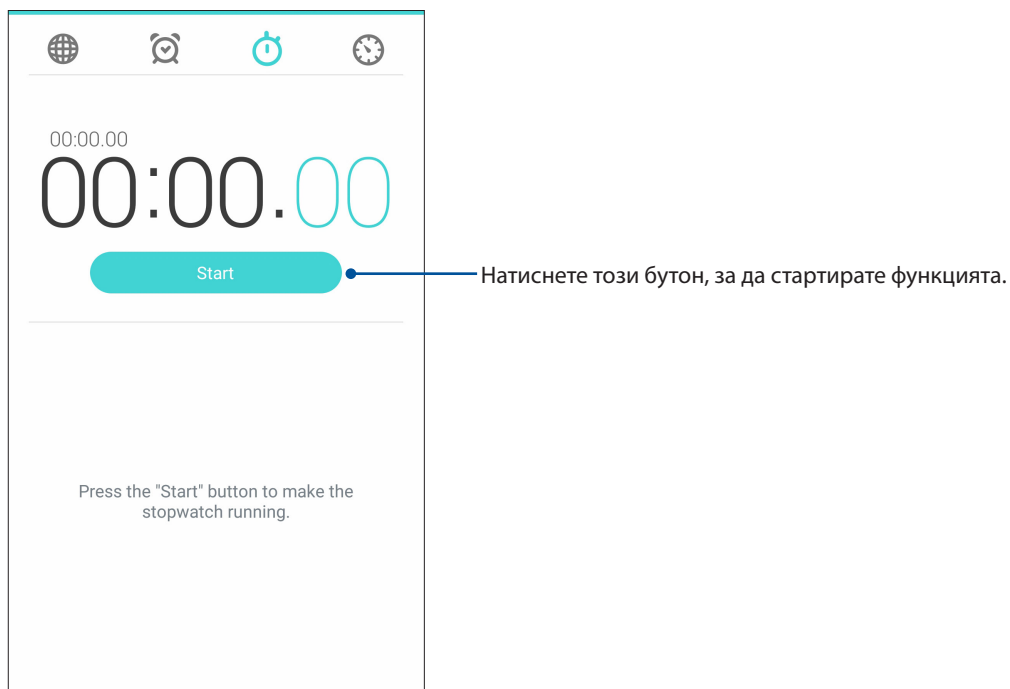 00:00.00
00:00.00
Start
Натиснете този бутон, за да стартирате функцията.
Press the "Start" button to make the
stopwatch running.